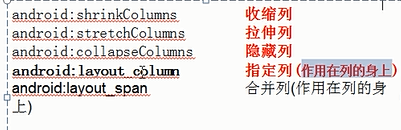 android:shrinkColumns 收缩列
android:stretchColumns 拉伸列
android:collapseColumns 隐藏列
android:layout_column 指定列(作用在列的身上)
android:layout_span 合并列(作用在列的身
上)